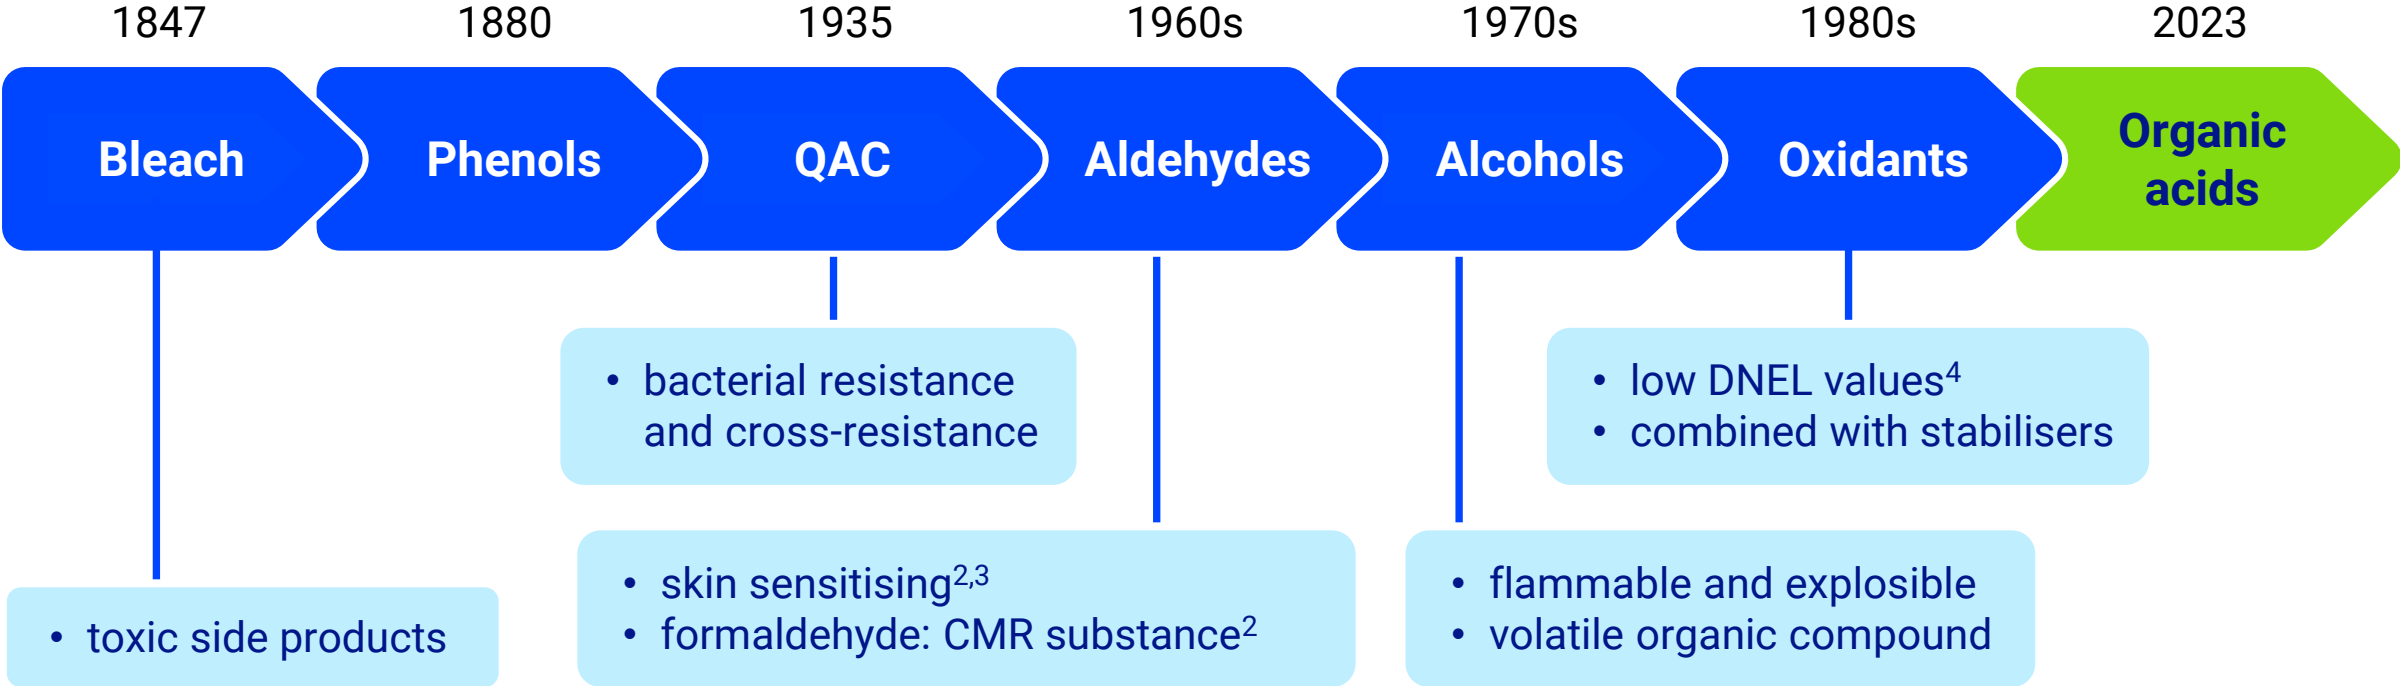 1847
1880
1935
1960s
1970s
1980s
2023
Bleach
Phenols
QAC
Aldehydes
Alcohols
Oxidants
Organic
acids
• bacterial resistance
and cross-resistance
• low DNEL values⁴
• combined with stabilisers
• skin sensitising²,³
• formaldehyde: CMR substance²
• flammable and explosible
• volatile organic compound
• toxic side products